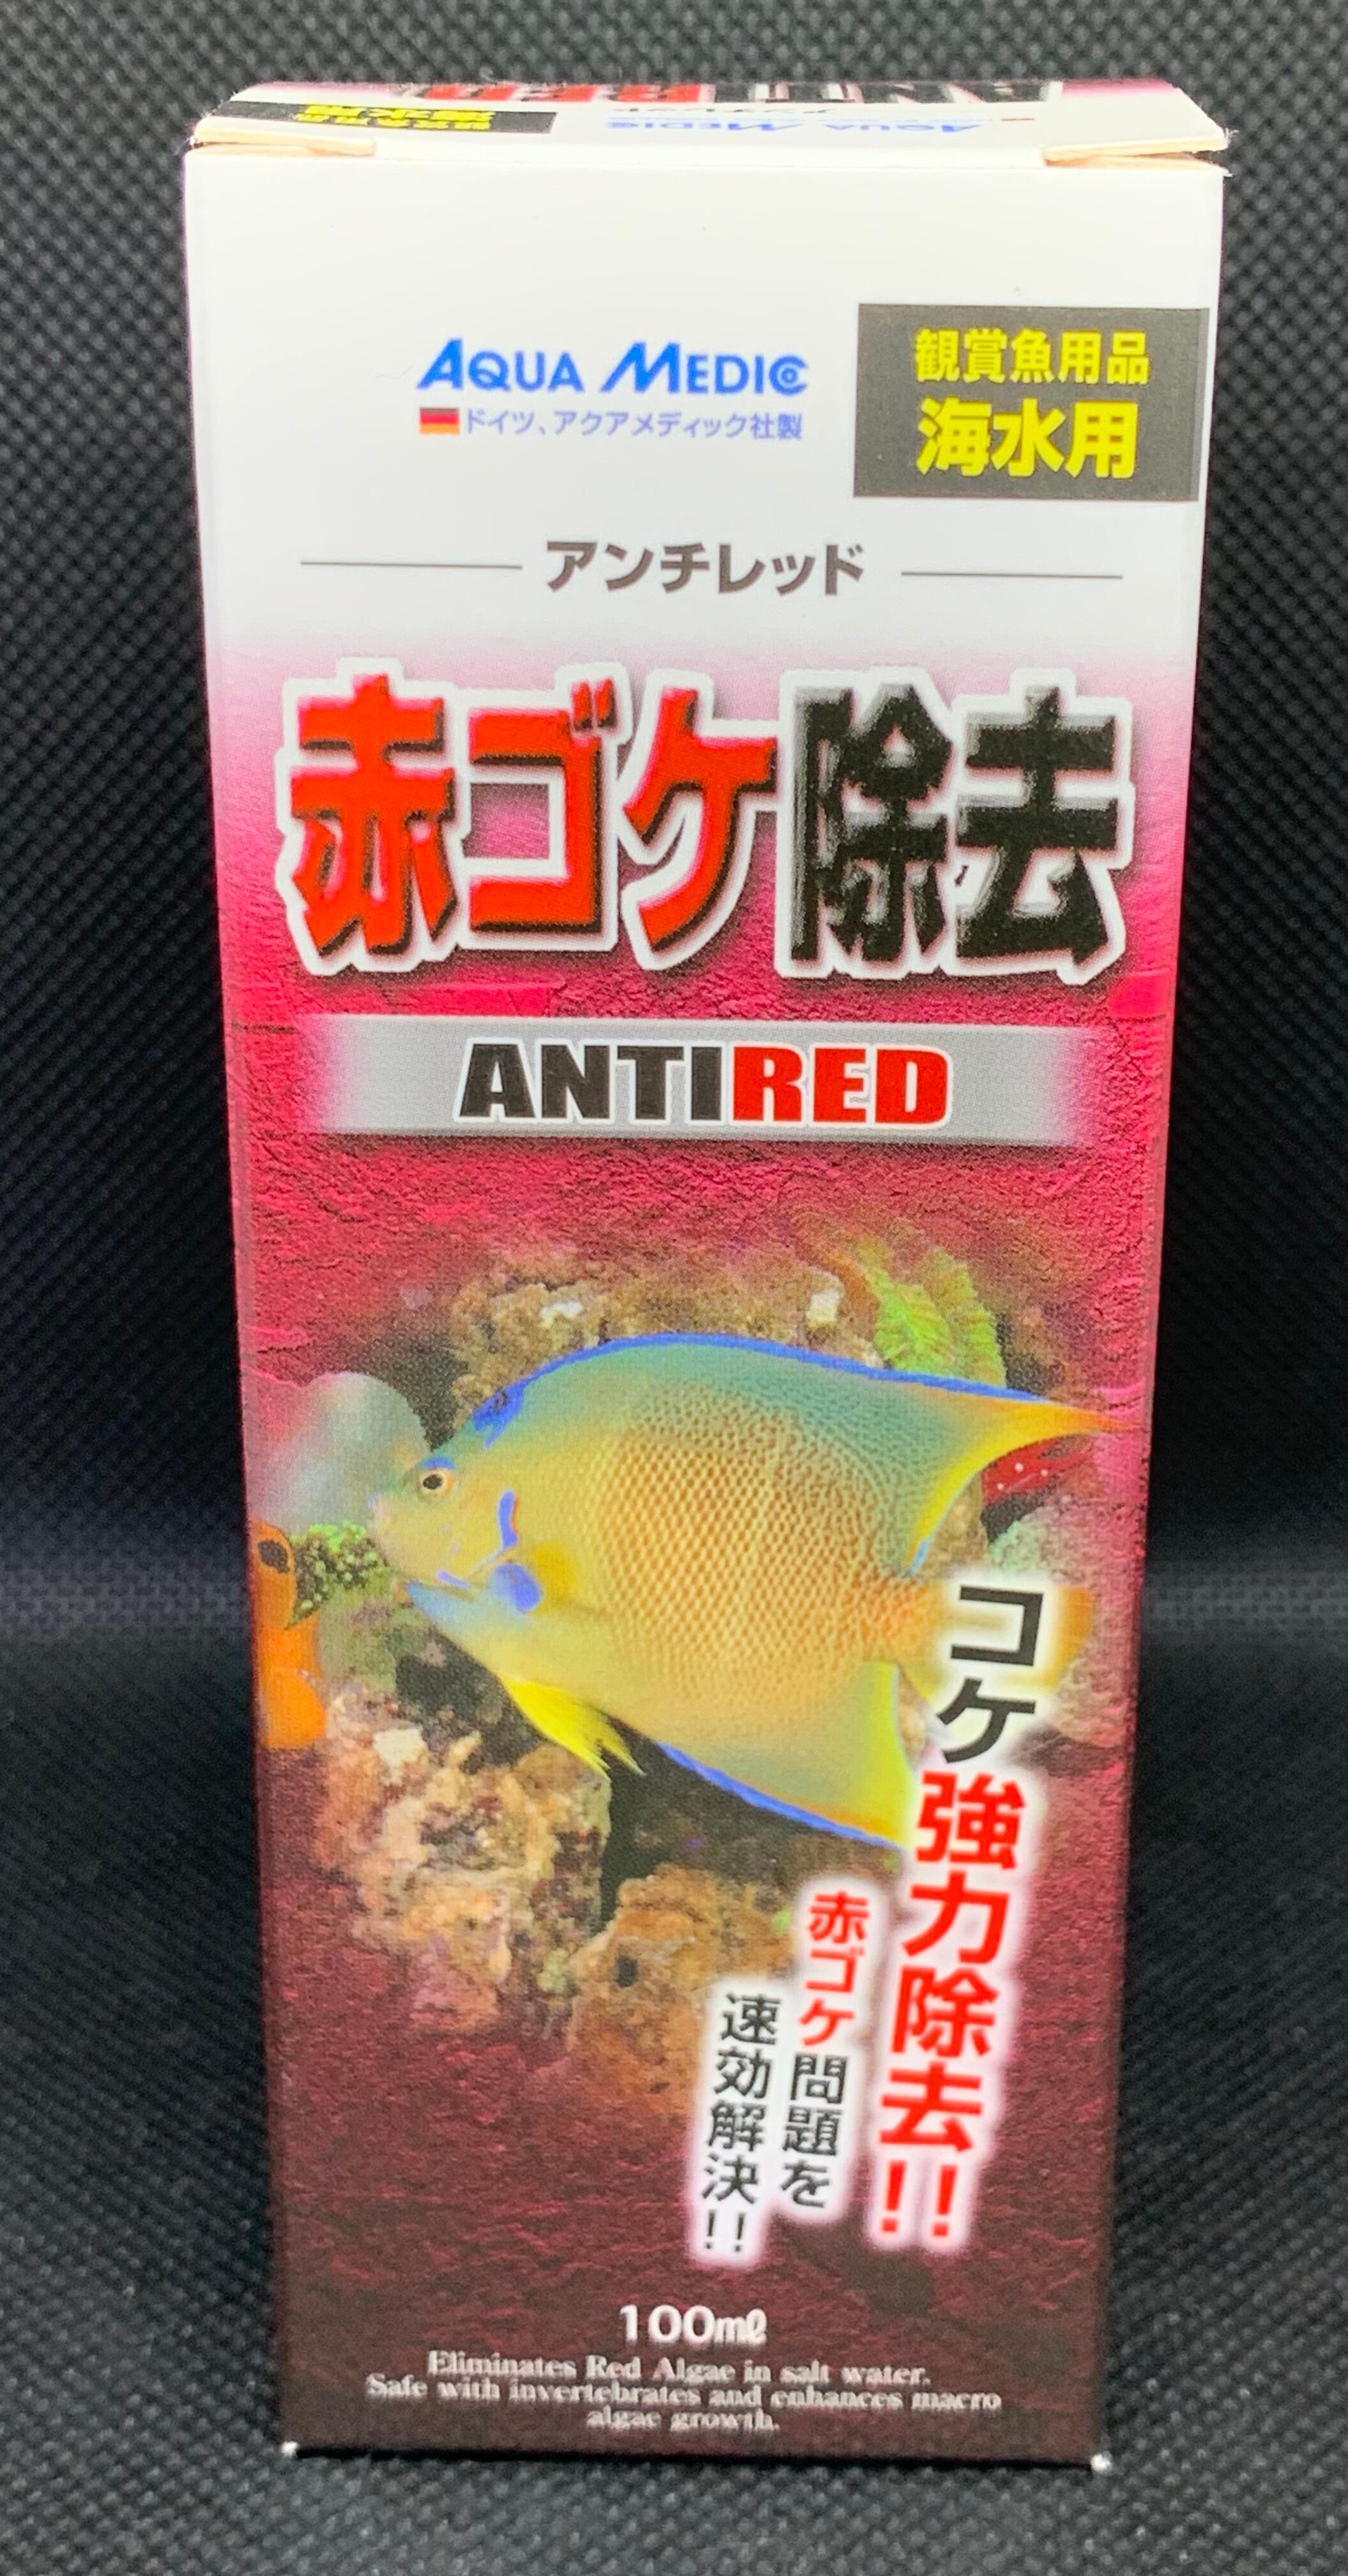 AQUA MEDIC
ドイツ、アクアメディック社製
観賞魚用品
海水用
アンチレッド
赤ゴケ除去
ANTIRED
コケ強力除去!!
赤ゴケ問題を
速効解決!!
100ml
Eliminates Red Algae in salt water.
Safe with invertebrates and enhances macro
algae growth.